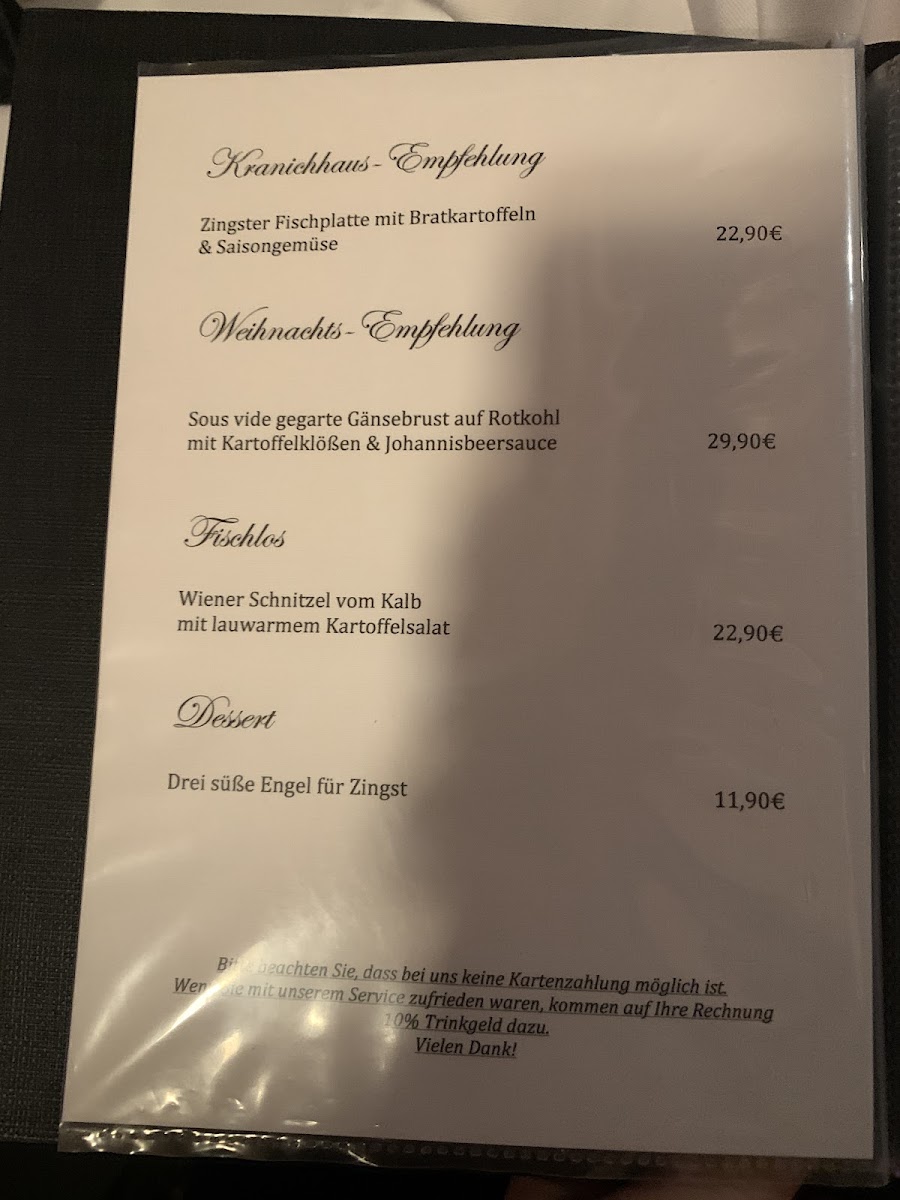 Kranichhaus-Empfehlung
Zingster Fischplatte mit Bratkartoffeln
& Saisongemüse
22,90€
Weihnachts-Empfehlung
Sous vide gegarte Gänsebrust auf Rotkohl
mit Kartoffelklößen & Johannisbeersauce
29,90€
Fischlos
Wiener Schnitzel vom Kalb
mit lauwarmem Kartoffelsalat
22,90€
Dessert
Drei süße Engel für Zingst
11,90€
Bitte beachten Sie, dass bei uns keine Kartenzahlung möglich ist.
Wenn Sie mit unserem Service zufrieden waren, kommen auf Ihre Rechnung
10% Trinkgeld dazu.
Vielen Dank!